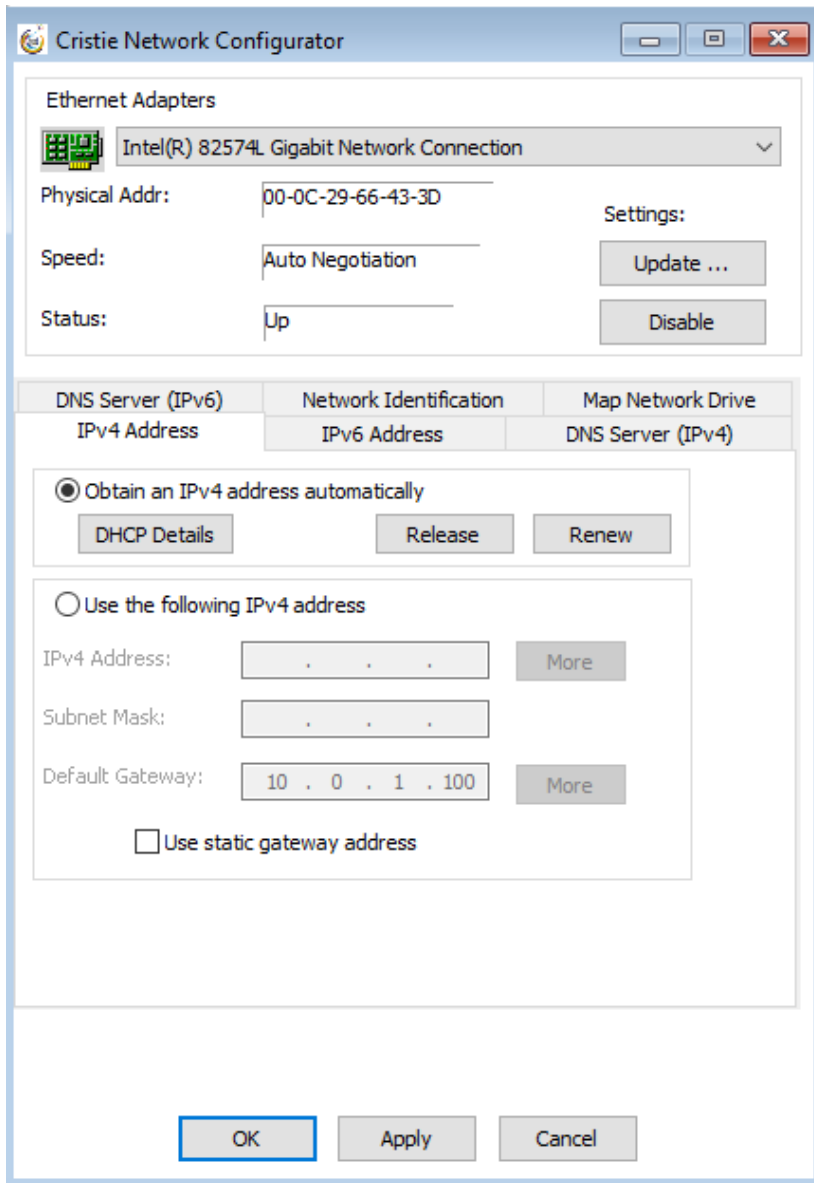 Cristie Network Configurator
Ethernet Adapters
Intel(R) 82574L Gigabit Network Connection
Physical Addr: 00-0C-29-66-43-3D
Settings:
Speed: Auto Negotiation Update ...
Status: Up Disable
DNS Server (IPv6) Network Identification Map Network Drive
IPv4 Address IPv6 Address DNS Server (IPv4)
Obtain an IPv4 address automatically
DHCP Details Release Renew
Use the following IPv4 address
IPv4 Address: . . . More
Subnet Mask: . . .
Default Gateway: 10 . 0 . 1 . 100 More
Use static gateway address
OK Apply Cancel